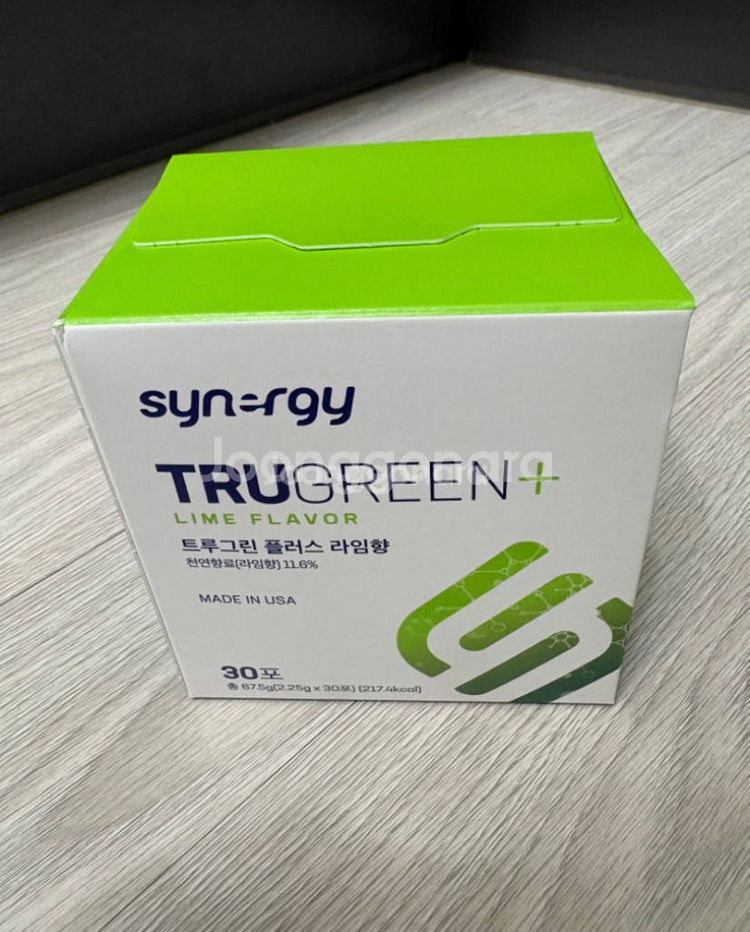 synergy
Joonggonara
TRUGREEN+
LIME FLAVOR
트루그린 플러스 라임향
천연향료(라임향) 11.6%
MADE IN USA
30포
총 67.5g(2.25g x 30포) (217.4kcal)